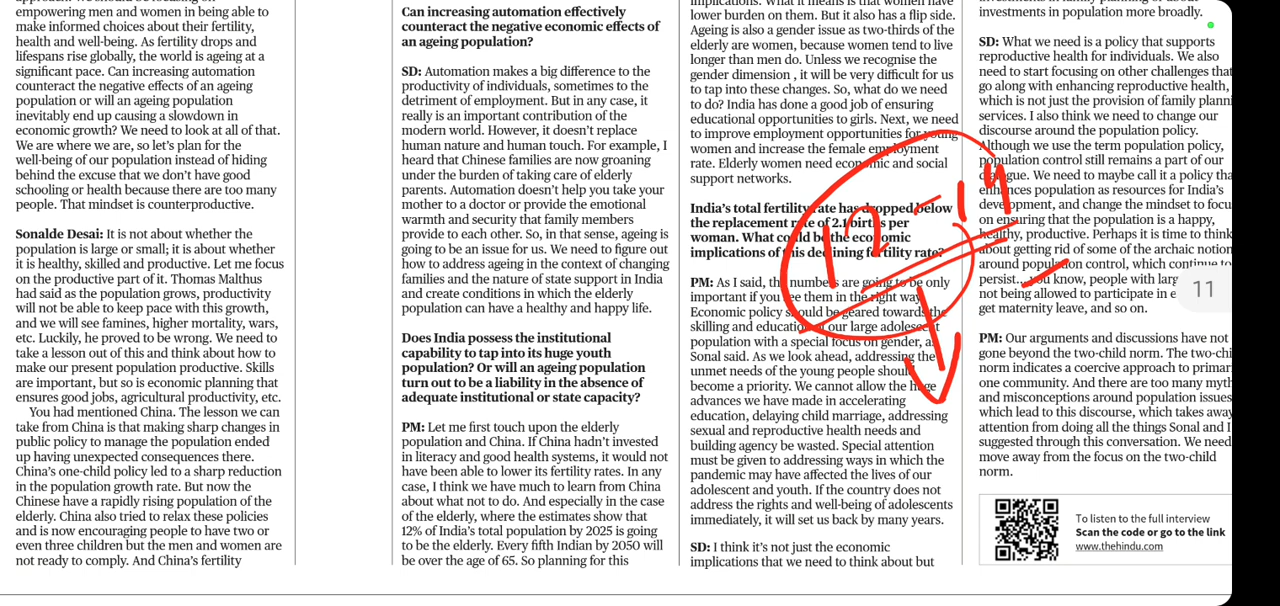 empowering men and women in being able to
make informed choices about their fertility,
health and well-being. As fertility drops and
lifespans rise globally, the world is ageing at a
significant pace. Can increasing automation
counteract the negative effects of an ageing
population or will an ageing population
inevitably end up causing a slowdown in
economic growth? We need to look at all of that.
We are where we are, so let's plan for the
well-being of our population instead of hiding
behind the excuse that we don't have good
schooling or health because there are too many
people. That mindset is counterproductive.
Sonalde Desai: It is not about whether the
population is large or small; it is about whether
it is healthy, skilled and productive. Let me focus
on the productive part of it. Thomas Malthus
had said as the population grows, productivity
will not be able to keep pace with this growth,
and we will see famines, higher mortality, wars,
etc. Luckily, he proved to be wrong. We need to
take a lesson out of this and think about how to
make our present population productive. Skills
are important, but so is economic planning that
ensures good jobs, agricultural productivity, etc.
You had mentioned China. The lesson we can
take from China is that making sharp changes in
public policy to manage the population ended
up having unexpected consequences there.
China's one-child policy led to a sharp reduction
in the population growth rate. But now the
Chinese have a rapidly rising population of the
elderly. China also tried to relax these policies
and is now encouraging people to have two or
even three children but the men and women are
not ready to comply. And China's fertility
Can increasing automation effectively
counteract the negative economic effects of
an ageing population?
SD: Automation makes a big difference to the
productivity of individuals, sometimes to the
detriment of employment. But in any case, it
really is an important contribution of the
modern world. However, it doesn't replace
human nature and human touch. For example, I
heard that Chinese families are now groaning
under the burden of taking care of elderly
parents. Automation doesn't help you take your
mother to a doctor or provide the emotional
warmth and security that family members
provide to each other. So, in that sense, ageing is
going to be an issue for us. We need to figure out
how to address ageing in the context of changing
families and the nature of state support in India
and create conditions in which the elderly
population can have a healthy and happy life.
Does India possess the institutional
capability to tap into its huge youth
population? Or will an ageing population
turn out to be a liability in the absence of
adequate institutional or state capacity?
PM: Let me first touch upon the elderly
population and China. If China hadn't invested
in literacy and good health systems, it would not
have been able to lower its fertility rates. In any
case, I think we have much to learn from China
about what not to do. And especially in the case
of the elderly, where the estimates show that
12% of India's total population by 2025 is going
to be the elderly. Every fifth Indian by 2050 will
be over the age of 65. So planning for this
implications. What it means is that women have
lower burden on them. But it also has a flip side.
Ageing is also a gender issue as two-thirds of the
elderly are women, because women tend to live
longer than men do. Unless we recognise the
gender dimension , it will be very difficult for us
to tap into these changes. So, what do we need
to do? India has done a good job of ensuring
educational opportunities to girls. Next, we need
to improve employment opportunities for young
women and increase the female employment
rate. Elderly women need economic and social
support networks.
India's total fertility rate has dropped below
the replacement rate of 2.1 births per
woman. What could be the economic
implications of this declining fertility rate?
PM: As I said, the numbers are going to be only
important if you see them in the right way.
Economic policy should be geared towards the
skilling and education of our large adolescent
population with a special focus on gender, as
Sonal said. As we look ahead, addressing the
unmet needs of the young people should
become a priority. We cannot allow the huge
advances we have made in accelerating
education, delaying child marriage, addressing
sexual and reproductive health needs and
building agency be wasted. Special attention
must be given to addressing ways in which the
pandemic may have affected the lives of our
adolescent and youth. If the country does not
address the rights and well-being of adolescents
immediately, it will set us back by many years.
SD: I think it's not just the economic
implications that we need to think about but
12-14
investments in population more broadly.
SD: What we need is a policy that supports
reproductive health for individuals. We also
need to start focusing on other challenges that
go along with enhancing reproductive health,
which is not just the provision of family planni
services. I also think we need to change our
discourse around the population policy.
Although we use the term population policy,
population control still remains a part of our
dialogue. We need to maybe call it a policy tha
enhances population as resources for India's
development, and change the mindset to focu
on ensuring that the population is a happy,
healthy, productive. Perhaps it is time to think
about getting rid of some of the archaic notion
around population control, which continue to
persist... you know, people with larg
not being allowed to participate in e
get maternity leave, and so on.
11
PM: Our arguments and discussions have not
gone beyond the two-child norm. The two-chi
norm indicates a coercive approach to primar
one community. And there are too many myth
and misconceptions around population issues
which lead to this discourse, which takes away
attention from doing all the things Sonal and I
suggested through this conversation. We need
move away from the focus on the two-child
norm.
To listen to the full interview
Scan the code or go to the link
www.thehindu.com